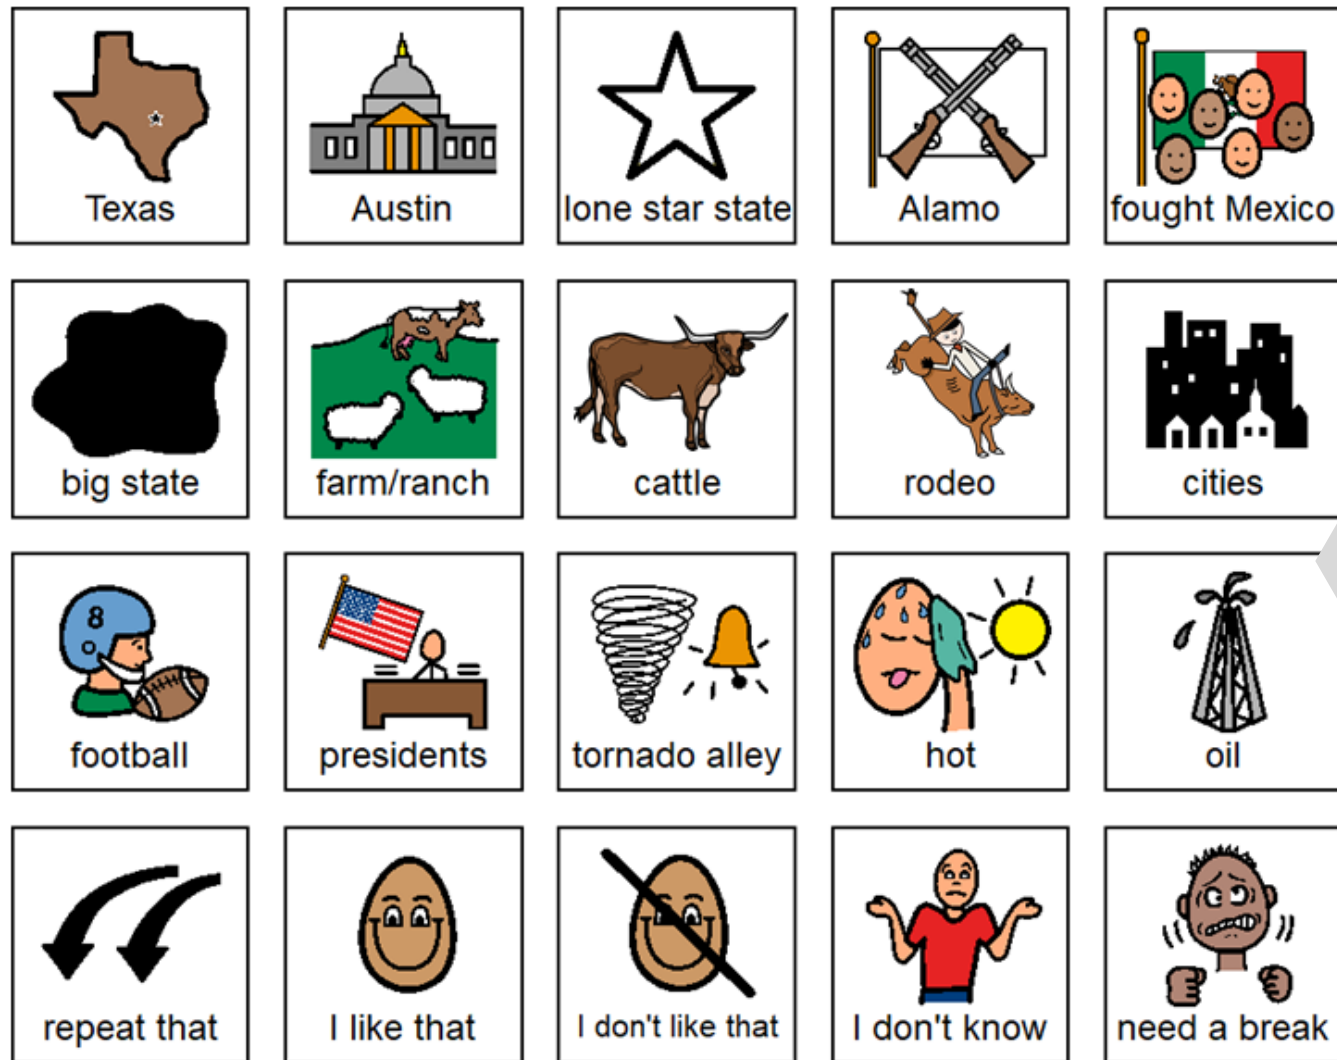 Texas
Austin
lone star state
Alamo
fought Mexico
big state
farm/ranch
cattle
rodeo
cities
8
football
presidents
tornado alley
hot
oil
repeat that
I like that
I don't like that
I don't know
need a break